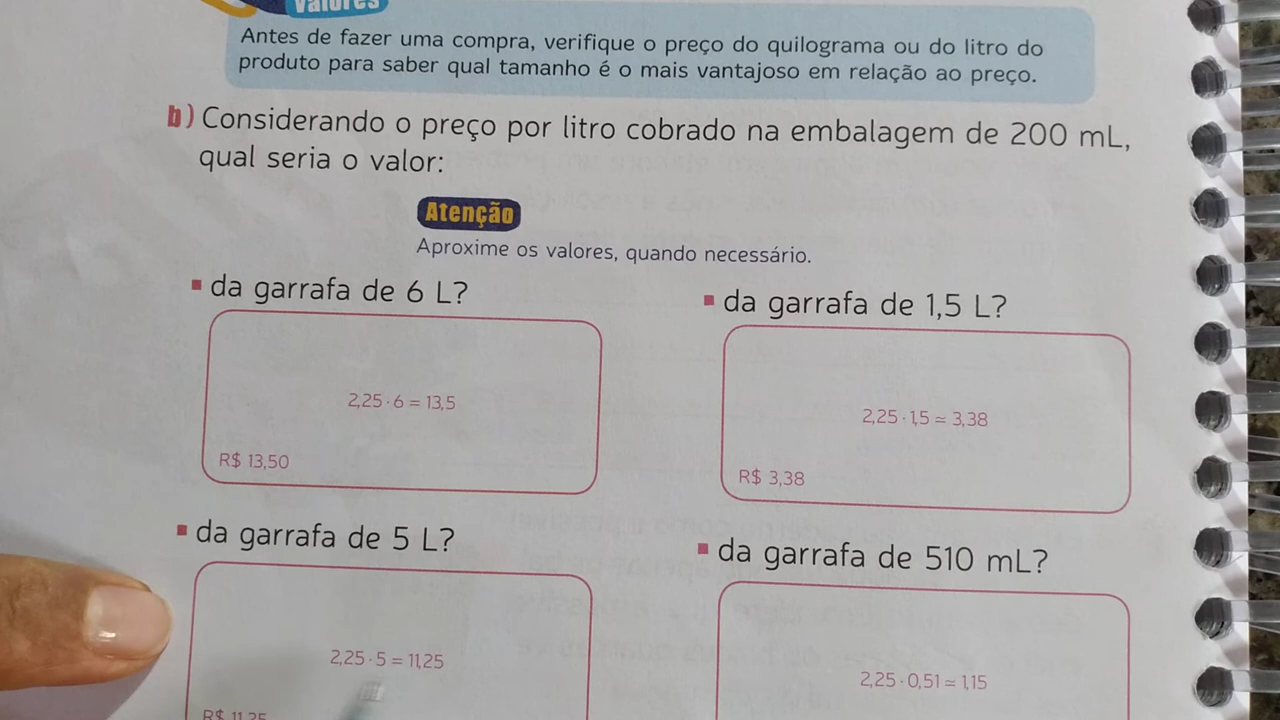 Valores
Antes de fazer uma compra, verifique o preço do quilograma ou do litro do
produto para saber qual tamanho é o mais vantajoso em relação ao preço.
b) Considerando o preço por litro cobrado na embalagem de 200 mL,
qual seria o valor:
Atenção
Aproxime os valores, quando necessário.
▪ da garrafa de 6 L?
2,25 · 6 = 13,5
R$ 13,50
▪ da garrafa de 1,5 L?
2,25 · 1,5 ≃ 3,38
R$ 3,38
▪ da garrafa de 5 L?
2,25 · 5 = 11,25
R$ 11,25
▪ da garrafa de 510 mL?
2,25 · 0,51 ≃ 1,15